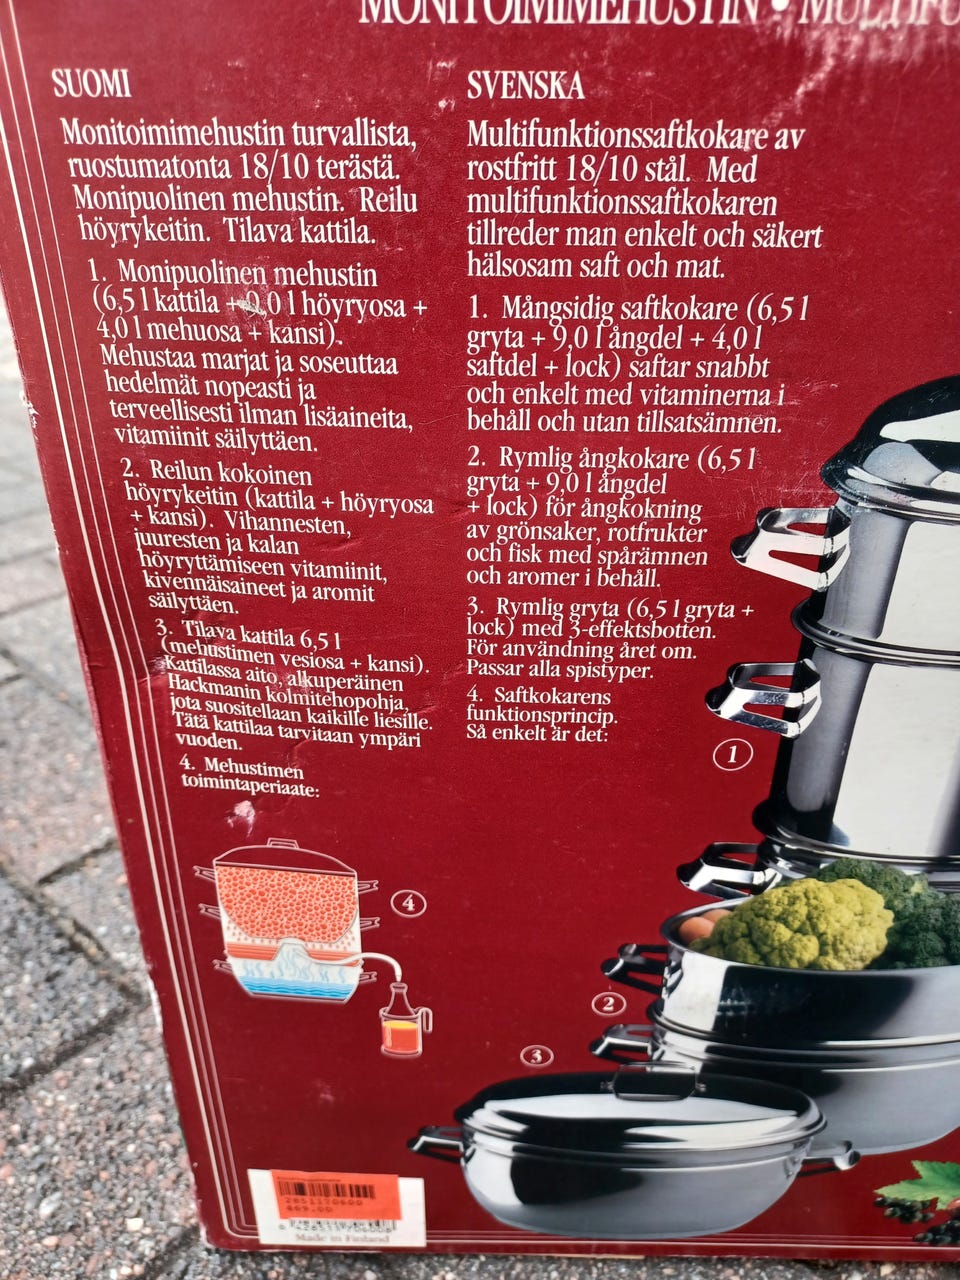 MONITOIMIMEHUSTIN • MULTIFU
SUOMI
Monitoimimehustin turvallista,
ruostumatonta 18/10 terästä.
Monipuolinen mehustin. Reilu
höyrykeitin. Tilava kattila.
1. Monipuolinen mehustin
(6,5 l kattila + 9,0 l höyryosa +
4,0 l mehuosa + kansi).
Mehustaa marjat ja soseuttaa
hedelmät nopeasti ja
terveellisesti ilman lisäaineita,
vitamiinit säilyttäen.
2. Reilun kokoinen
höyrykeitin (kattila + höyryosa
+ kansi). Vihannesten,
juuresten ja kalan
höyryttämiseen vitamiinit,
kivennäisaineet ja aromit
säilyttäen.
3. Tilava kattila 6,5 l
(mehustimen vesiosa + kansi).
Kattilassa aito, alkuperäinen
Hackmanin kolmitehopohja,
jota suositellaan kaikille liesille.
Tätä kattilaa tarvitaan ympäri
vuoden.
4. Mehustimen
toimintaperiaate:
SVENSKA
Multifunktionssaftkokare av
rostfritt 18/10 stål. Med
multifunktionssaftkokaren
tillreder man enkelt och säkert
hälsosam saft och mat.
1. Mångsidig saftkokare (6,5 l
gryta + 9,0 l ångdel + 4,0 l
saftdel + lock) saftar snabbt
och enkelt med vitaminerna i
behåll och utan tillsatsämnen.
2. Rymlig ångkokare (6,5 l
gryta + 9,0 l ångdel
+ lock) för ångkokning
av grönsaker, rotfrukter
och fisk med spårämnen
och aromer i behåll.
3. Rymlig gryta (6,5 l gryta +
lock) med 3-effektsbotten.
För användning året om.
Passar alla spistyper.
4. Saftkokarens
funktionsprincip.
Så enkelt är det:
1
4
2
3
2851170600
469.00
Made in Finland